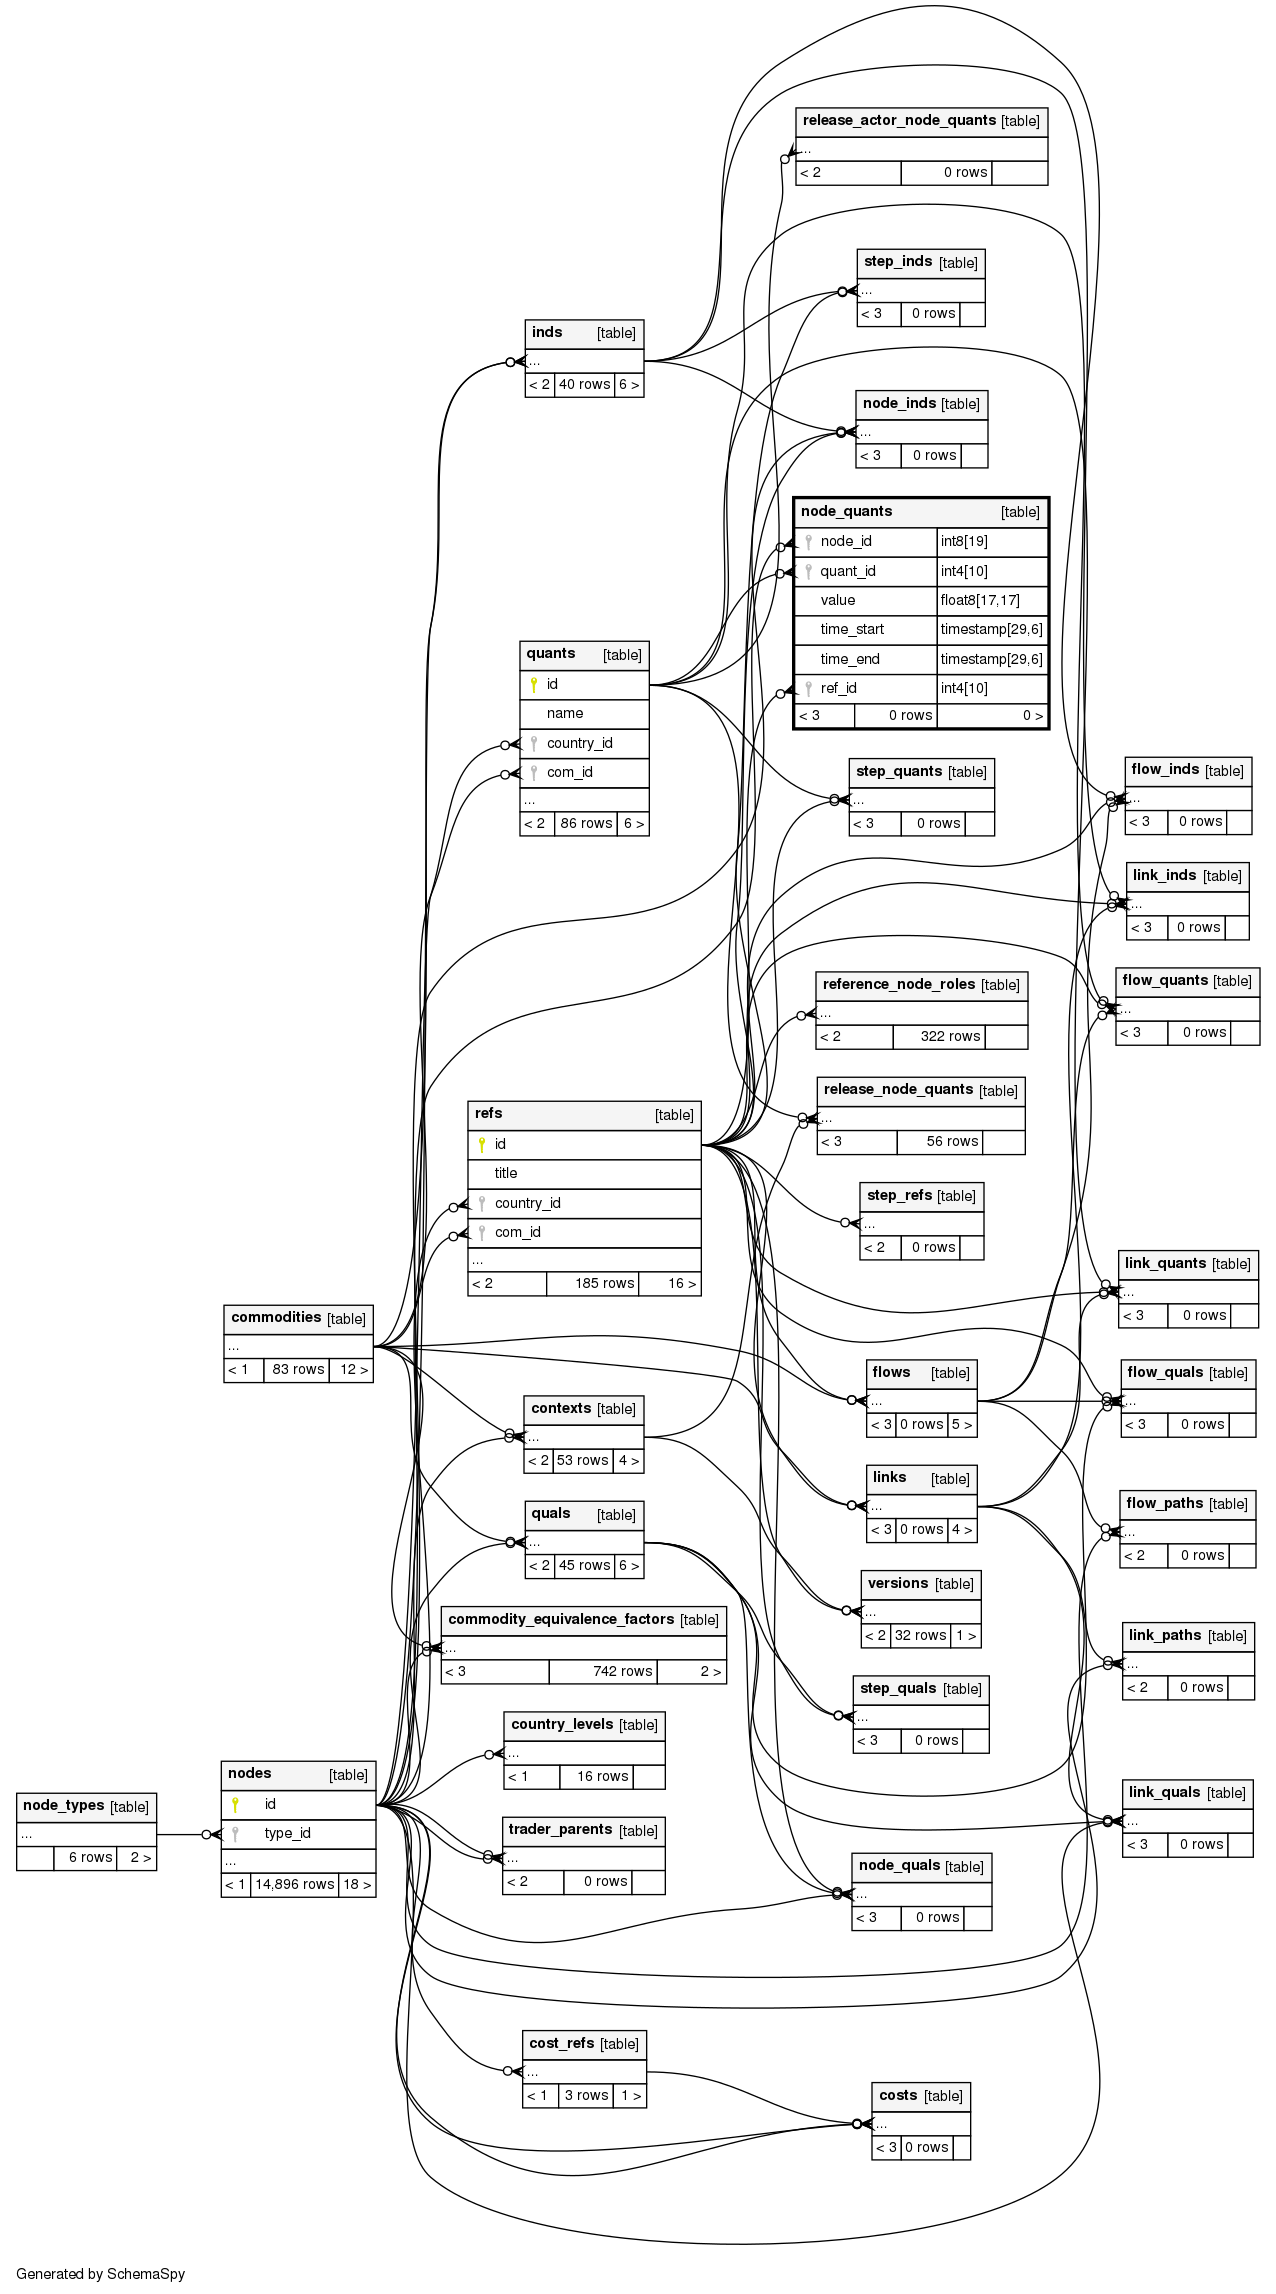 release_actor_node_quants [table]
...
< 2 0 rows
step_inds [table]
...
< 3 0 rows
inds [table]
...
< 2 40 rows 6 >
node_inds [table]
...
< 3 0 rows
node_quants [table]
node_id int8[19]
quant_id int4[10]
value float8[17,17]
time_start timestamp[29,6]
time_end timestamp[29,6]
ref_id int4[10]
< 3 0 rows 0 >
quants [table]
id
name
country_id
com_id
...
< 2 86 rows 6 >
step_quants [table]
...
< 3 0 rows
flow_inds [table]
...
< 3 0 rows
link_inds [table]
...
< 3 0 rows
flow_quants [table]
...
< 3 0 rows
reference_node_roles [table]
...
< 2 322 rows
release_node_quants [table]
...
< 3 56 rows
refs [table]
id
title
country_id
com_id
...
< 2 185 rows 16 >
step_refs [table]
...
< 2 0 rows
link_quants [table]
...
< 3 0 rows
commodities [table]
...
< 1 83 rows 12 >
flows [table]
...
< 3 0 rows 5 >
flow_quals [table]
...
< 3 0 rows
contexts [table]
...
< 2 53 rows 4 >
links [table]
...
< 3 0 rows 4 >
flow_paths [table]
...
< 2 0 rows
quals [table]
...
< 2 45 rows 6 >
versions [table]
...
< 2 32 rows 1 >
commodity_equivalence_factors [table]
...
< 3 742 rows 2 >
link_paths [table]
...
< 2 0 rows
step_quals [table]
...
< 3 0 rows
country_levels [table]
...
< 1 16 rows
nodes [table]
id
type_id
...
< 1 14,896 rows 18 >
node_types [table]
...
6 rows 2 >
link_quals [table]
...
< 3 0 rows
trader_parents [table]
...
< 2 0 rows
node_quals [table]
...
< 3 0 rows
cost_refs [table]
...
< 1 3 rows 1 >
costs [table]
...
< 3 0 rows
Generated by SchemaSpy